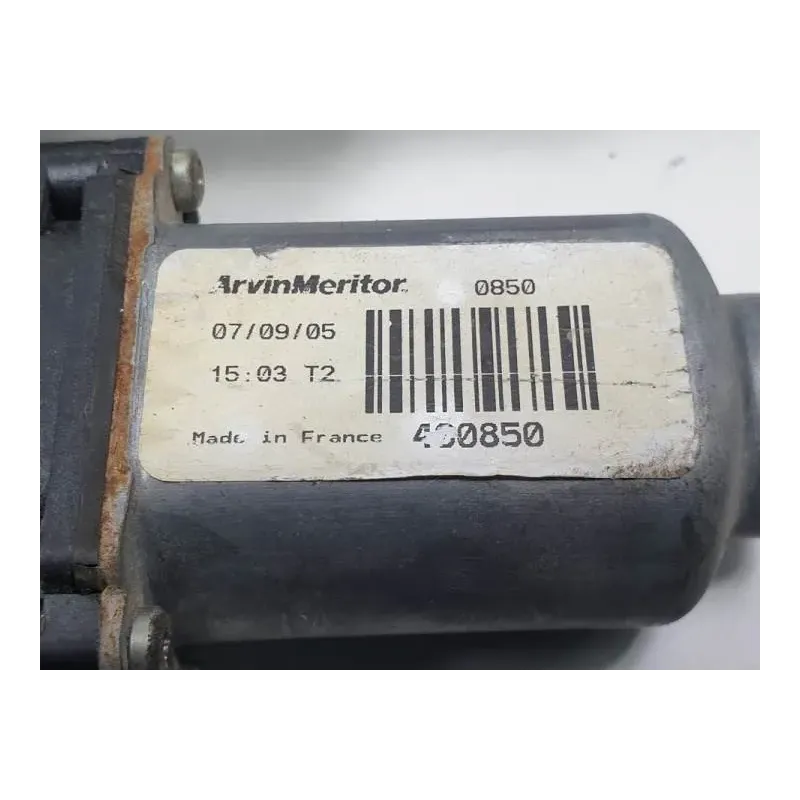 ArvinMeritor 0850
07/09/05
15:03 T2
Made in France